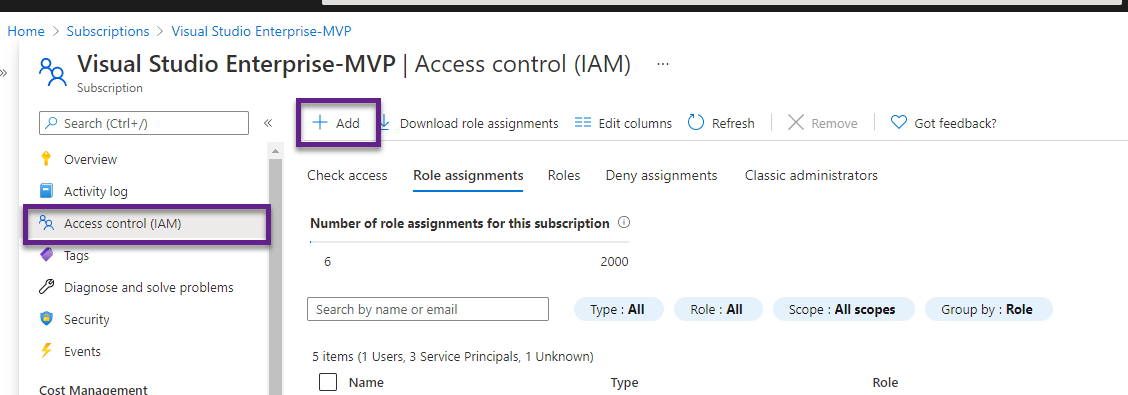 Home > Subscriptions > Visual Studio Enterprise-MVP
»
Visual Studio Enterprise-MVP | Access control (IAM) ...
Subscription
Search (Ctrl+/) «
+ Add Download role assignments Edit columns Refresh Remove Got feedback?
Overview
Activity log
Access control (IAM)
Tags
Diagnose and solve problems
Security
Events
Cost Management
Check access Role assignments Roles Deny assignments Classic administrators
Number of role assignments for this subscription
6 2000
Search by name or email Type : All Role : All Scope : All scopes Group by : Role
5 items (1 Users, 3 Service Principals, 1 Unknown)
Name Type Role